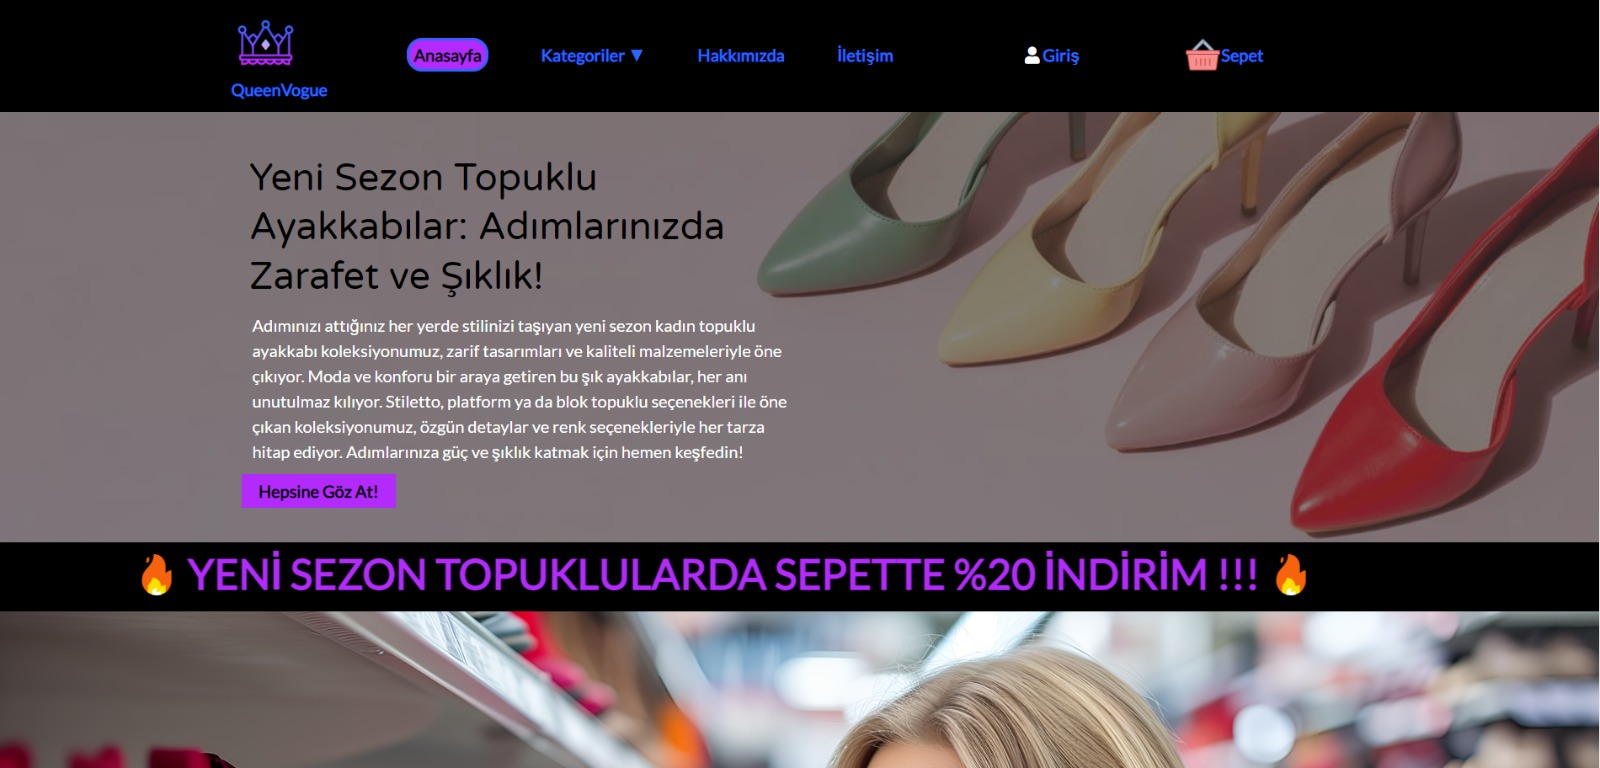 QueenVogue
Anasayfa
Kategoriler ▼
Hakkımızda
İletişim
Giriş
Sepet
Yeni Sezon Topuklu
Ayakkabılar: Adımlarınızda
Zarafet ve Şıklık!
Adımınızı attığınız her yerde stilinizi taşıyan yeni sezon kadın topuklu
ayakkabı koleksiyonumuz, zarif tasarımları ve kaliteli malzemeleriyle öne
çıkıyor. Moda ve konforu bir araya getiren bu şık ayakkabılar, her anı
unutulmaz kılıyor. Stiletto, platform ya da blok topuklu seçenekleri ile öne
çıkan koleksiyonumuz, özgün detaylar ve renk seçenekleriyle her tarza
hitap ediyor. Adımlarınıza güç ve şıklık katmak için hemen keşfedin!
Hepsine Göz At!
🔥 YENİ SEZON TOPUKLULARDA SEPETTE %20 İNDİRİM !!! 🔥